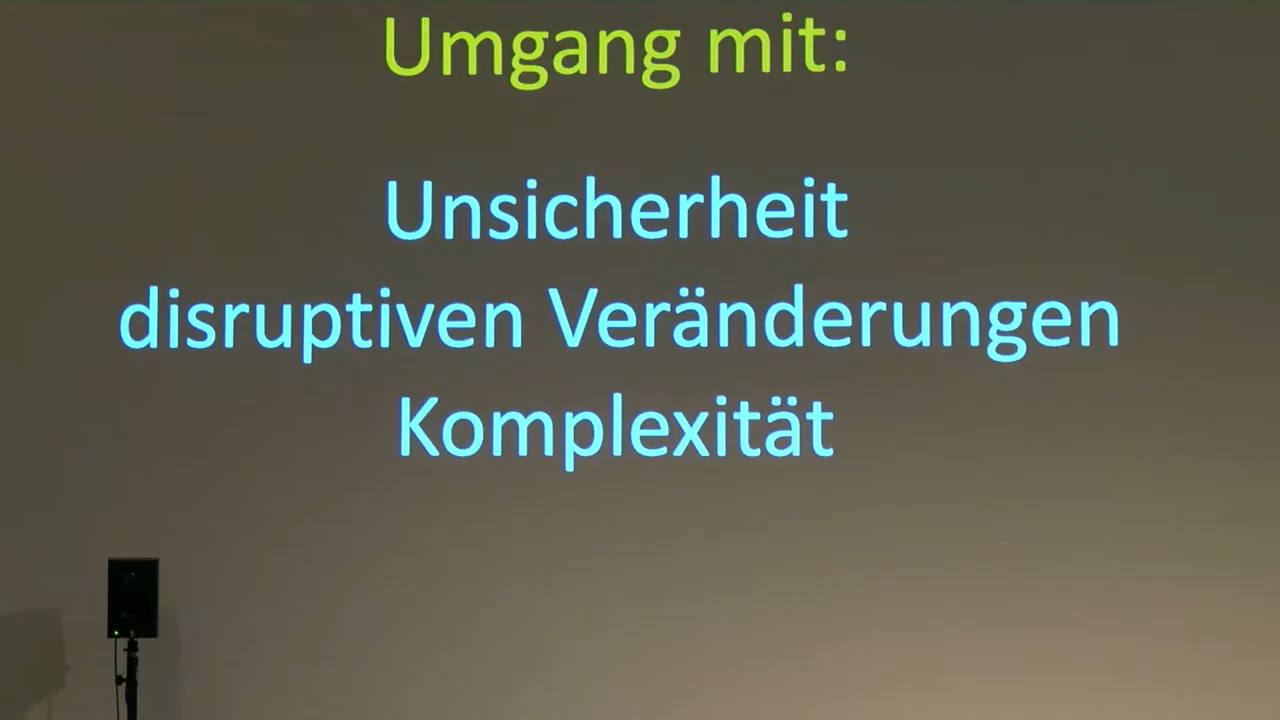 Umgang mit:
Unsicherheit
disruptiven Veränderungen
Komplexität